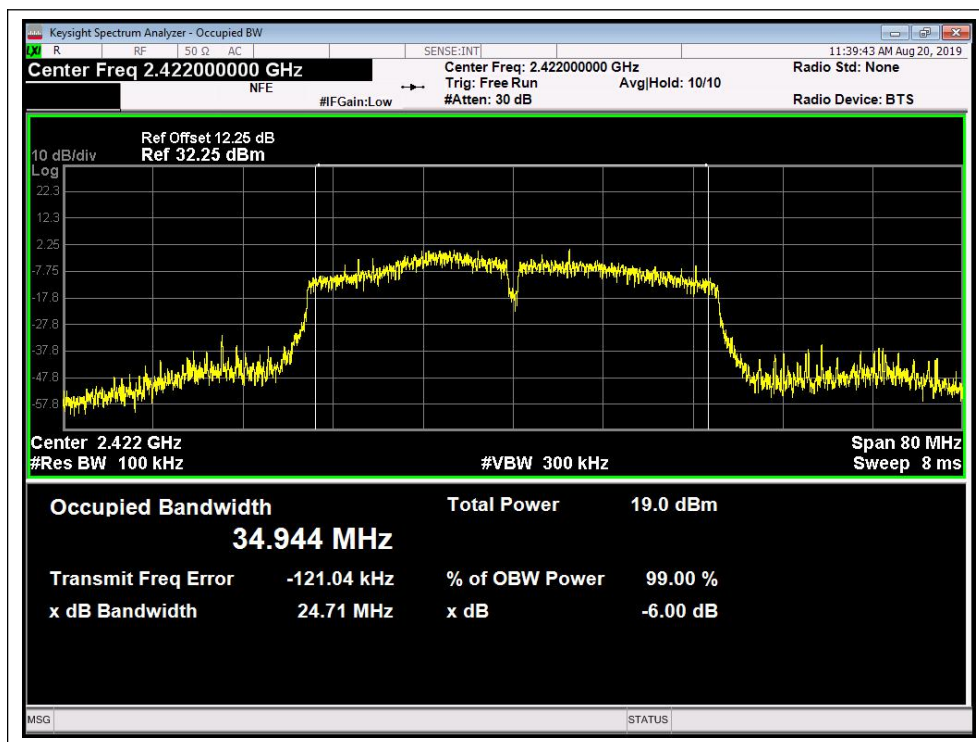 Keysight Spectrum Analyzer - Occupied BW
LXI R RF 50 Ω AC SENSE:INT 11:39:43 AM Aug 20, 2019
Center Freq 2.422000000 GHz Center Freq: 2.422000000 GHz Radio Std: None
NFE Trig: Free Run Avg|Hold: 10/10
#IFGain:Low #Atten: 30 dB Radio Device: BTS
Ref Offset 12.25 dB
10 dB/div Ref 32.25 dBm
Log
22.3
12.3
2.25
-7.75
-17.8
-27.8
-37.8
-47.8
-57.8
Center 2.422 GHz Span 80 MHz
#Res BW 100 kHz #VBW 300 kHz Sweep 8 ms
Occupied Bandwidth Total Power 19.0 dBm
34.944 MHz
Transmit Freq Error -121.04 kHz % of OBW Power 99.00 %
x dB Bandwidth 24.71 MHz x dB -6.00 dB
MSG STATUS